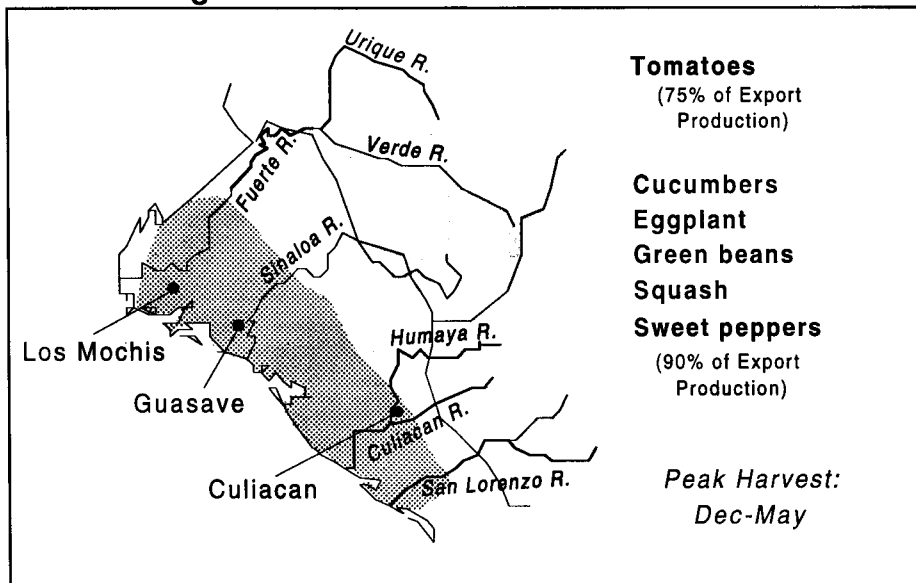 Urique R.
Verde R.
Fuerte R.
Sinaloa R.
Los Mochis
Guasave
Humaya R.
Culiacan R.
Culiacan
San Lorenzo R.
Tomatoes
(75% of Export
Production)
Cucumbers
Eggplant
Green beans
Squash
Sweet peppers
(90% of Export
Production)
Peak Harvest:
Dec-May